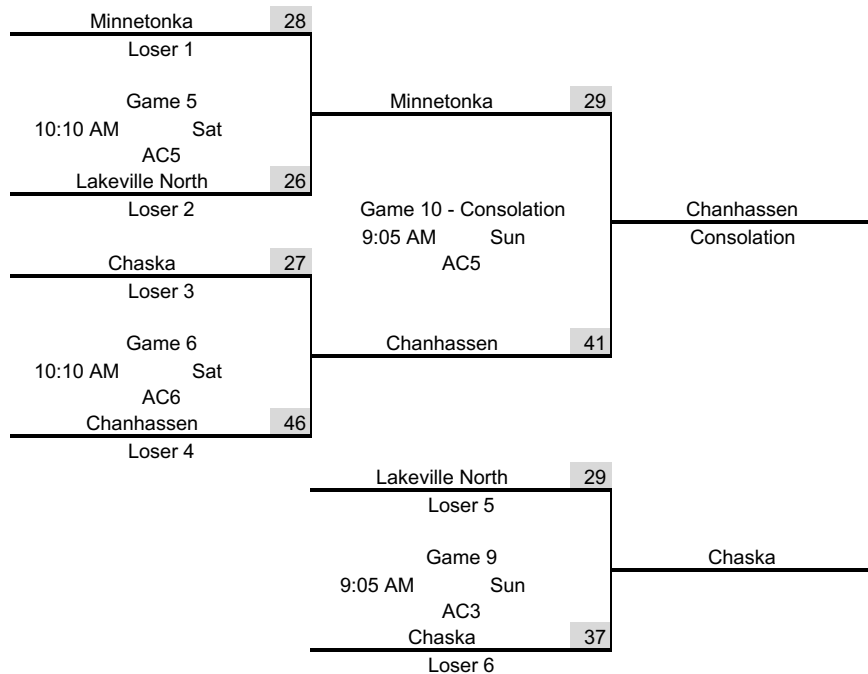 Minnetonka 28
Loser 1
Game 5
10:10 AM Sat
AC5
Lakeville North 26
Loser 2
Chaska 27
Loser 3
Game 6
10:10 AM Sat
AC6
Chanhassen 46
Loser 4
Minnetonka 29
Game 10 - Consolation
9:05 AM Sun
AC5
Chanhassen 41
Chanhassen
Consolation
Lakeville North 29
Loser 5
Game 9
9:05 AM Sun
AC3
Chaska 37
Loser 6
Chaska